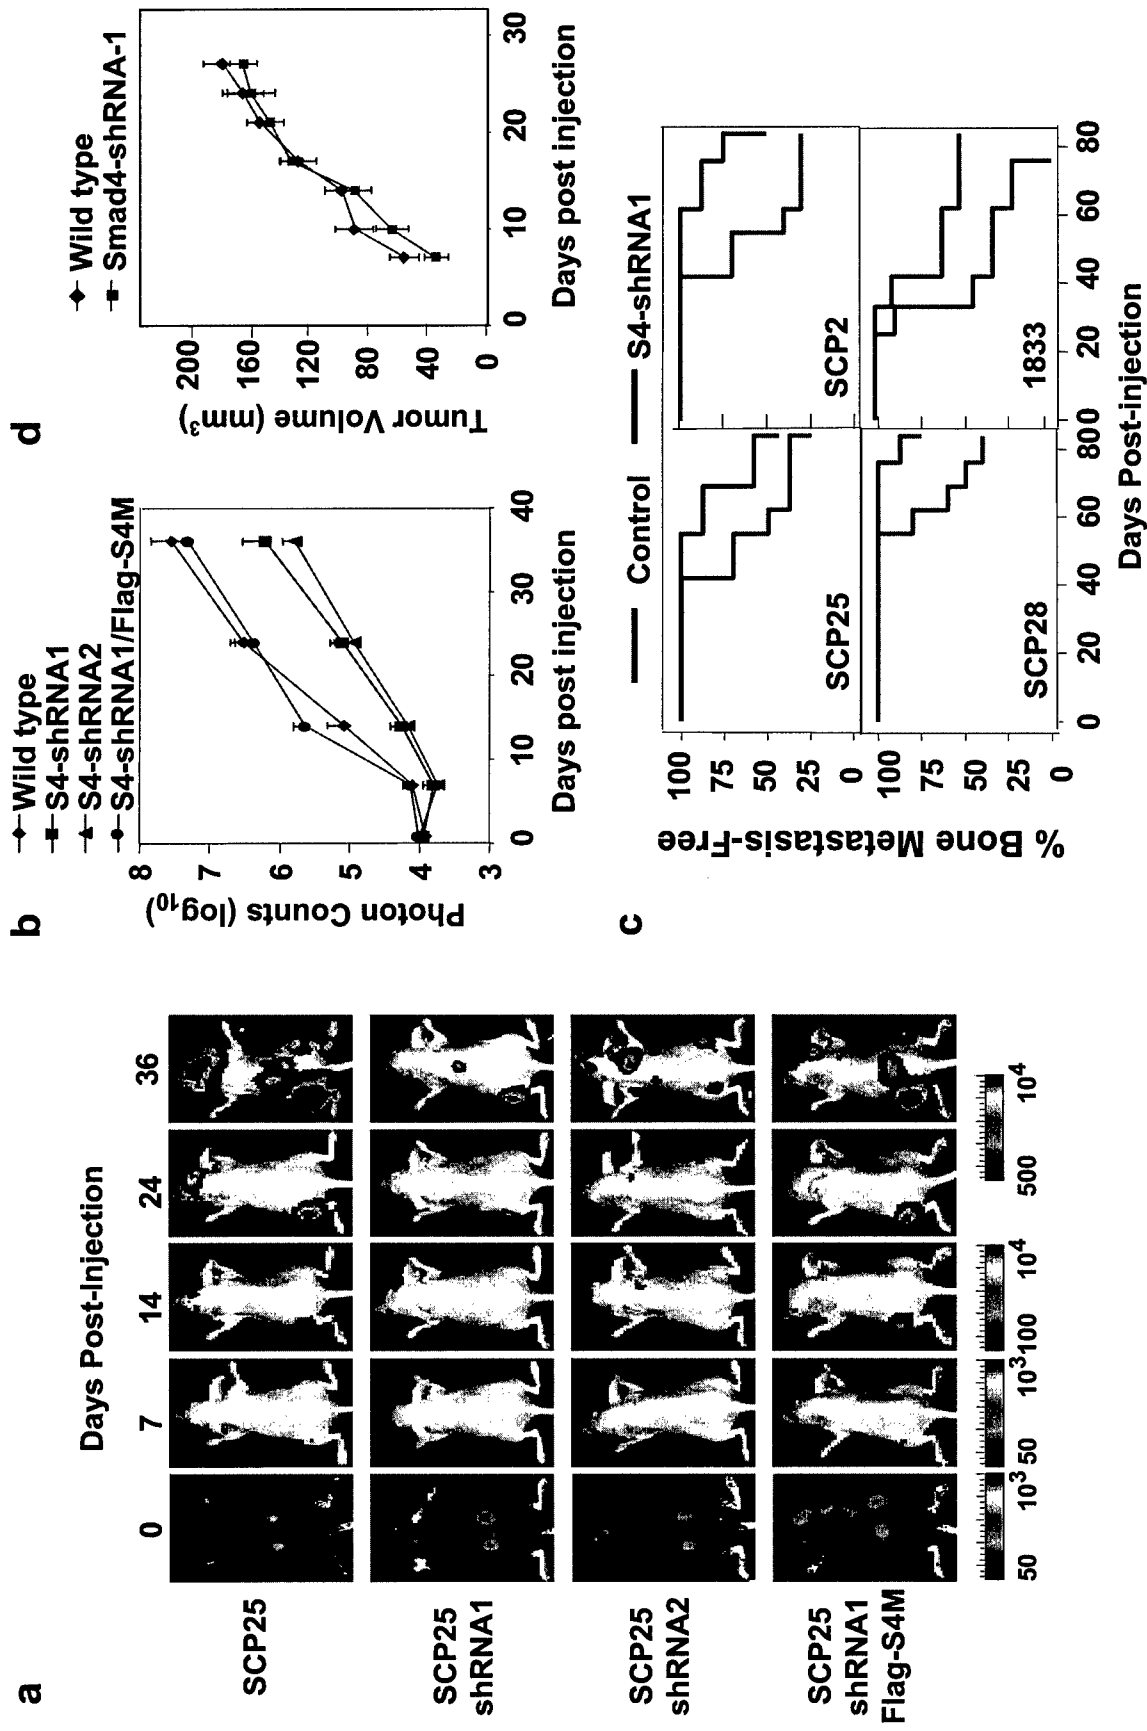 a
Days Post-Injection
0 7 14 24 36
SCP25
SCP25
shRNA1
SCP25
shRNA2
SCP25
shRNA1
Flag-S4M
50 10³ 50 10³ 100 10⁴ 500 10⁴
b
Wild type
S4-shRNA1
S4-shRNA2
S4-shRNA1/Flag-S4M
Photon Counts (log₁₀)
8
7
6
5
4
3
0 10 20 30 40
Days post injection
d
Wild type
Smad4-shRNA-1
Tumor Volume (mm³)
200
160
120
80
40
0
0 10 20 30
Days post injection
c
Control S4-shRNA1
% Bone Metastasis-Free
100
75
50
25
0
SCP25 SCP2
100
75
50
25
0
SCP28 1833
0 20 40 60 80 0 20 40 60 80
Days Post-injection